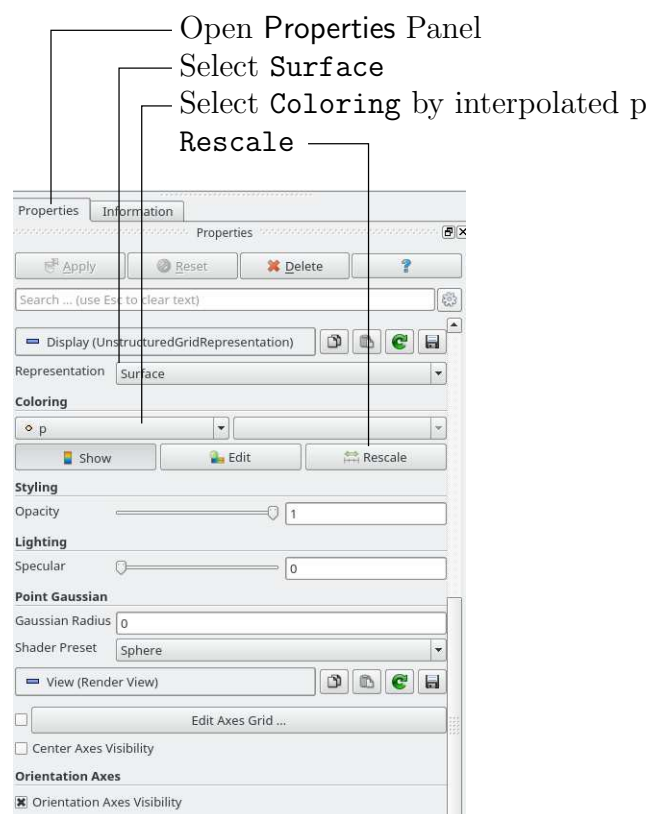 Open Properties Panel
Select Surface
Select Coloring by interpolated p
Rescale
Properties Information
Properties
Apply Reset Delete ?
Search ... (use Esc to clear text)
Display (UnstructuredGridRepresentation)
Representation Surface
Coloring
p
Show Edit Rescale
Styling
Opacity 1
Lighting
Specular 0
Point Gaussian
Gaussian Radius 0
Shader Preset Sphere
View (Render View)
Edit Axes Grid ...
Center Axes Visibility
Orientation Axes
Orientation Axes Visibility